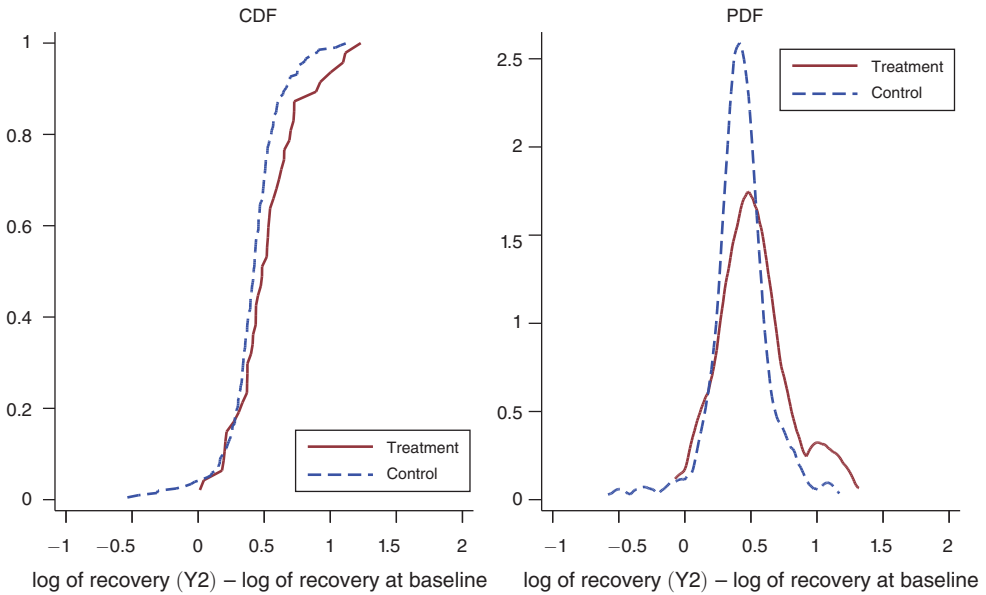 CDF
1
0.8
0.6
0.4
0.2
0
Treatment
Control
−1 −0.5 0 0.5 1 1.5 2
log of recovery (Y2) – log of recovery at baseline
PDF
2.5
2
1.5
1
0.5
0
Treatment
Control
−1 −0.5 0 0.5 1 1.5 2
log of recovery (Y2) – log of recovery at baseline